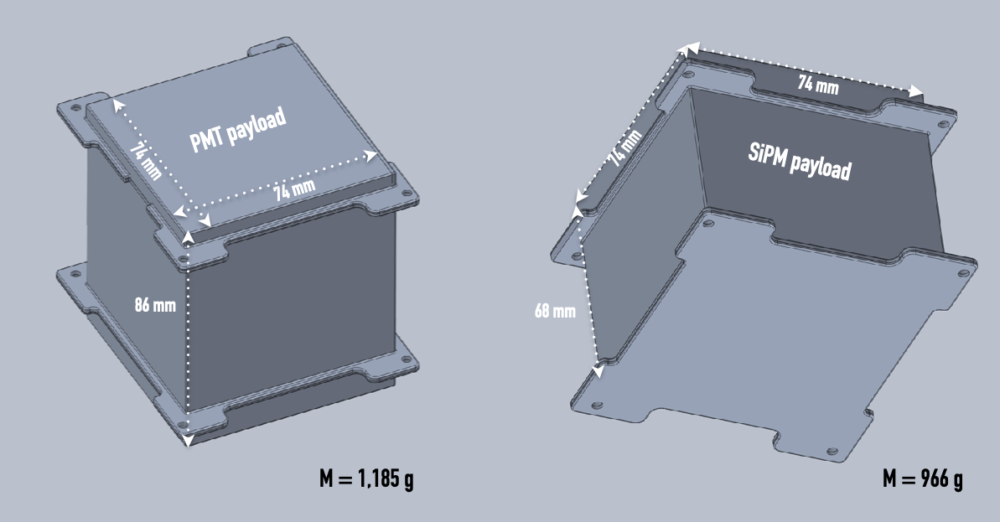 PMT payload
74 mm
74 mm
86 mm
M = 1,185 g
74 mm
74 mm
SiPM payload
68 mm
M = 966 g